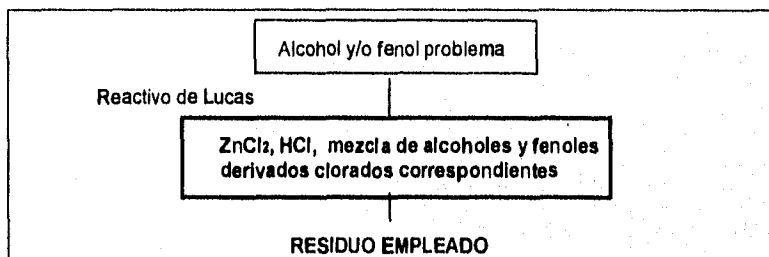 Alcohol y/o fenol problema
Reactivo de Lucas
ZnCl₂, HCl, mezcla de alcoholes y fenoles
derivados clorados correspondientes
RESIDUO EMPLEADO